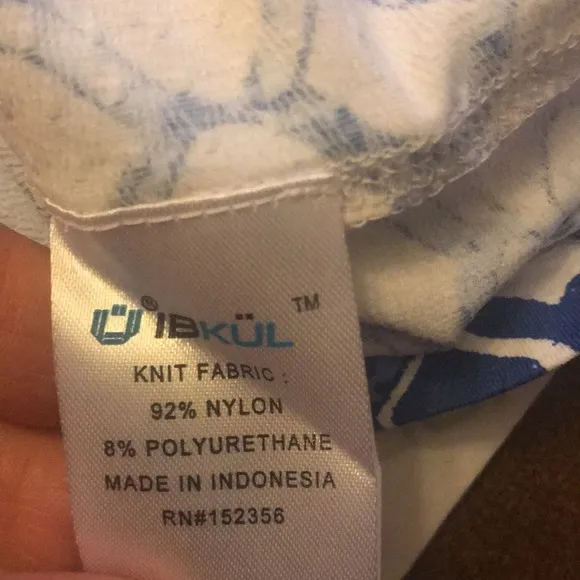 ® IBKÜL ™
KNIT FABRIC :
92% NYLON
8% POLYURETHANE
MADE IN INDONESIA
RN#152356